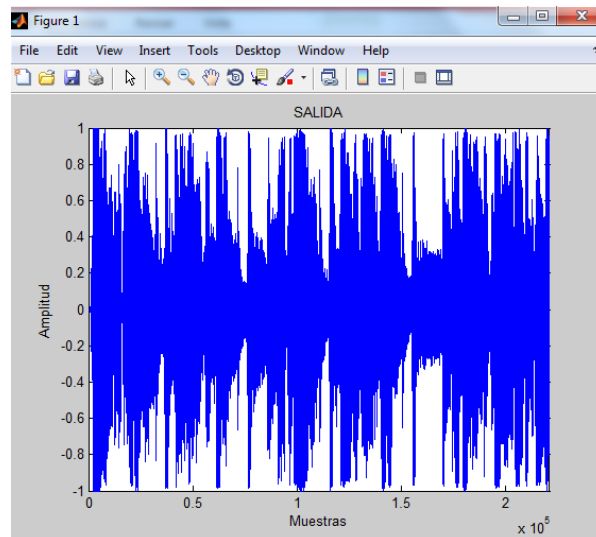 Figure 1
File Edit View Insert Tools Desktop Window Help
SALIDA
1
0.8
0.6
0.4
0.2
0
-0.2
-0.4
-0.6
-0.8
-1
Amplitud
0 0.5 1 1.5 2
Muestras
x 10^5